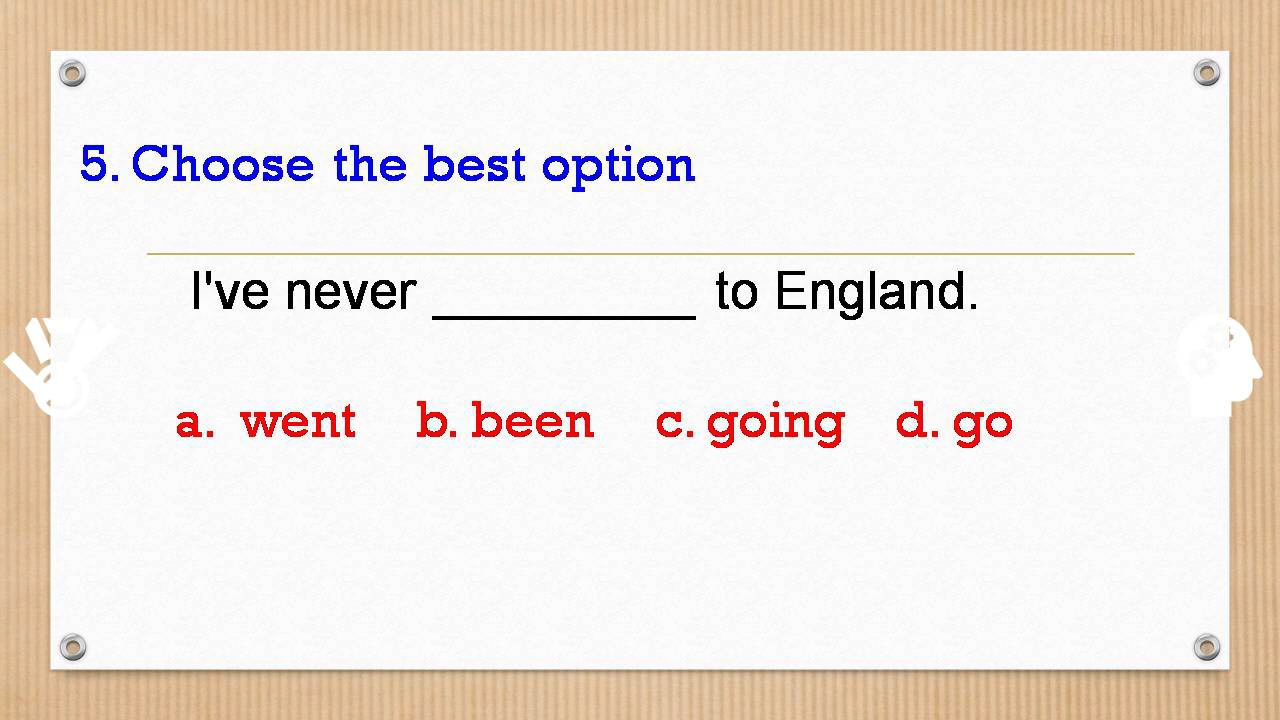 5. Choose the best option
I've never __________ to England.
a. went b. been c. going d. go